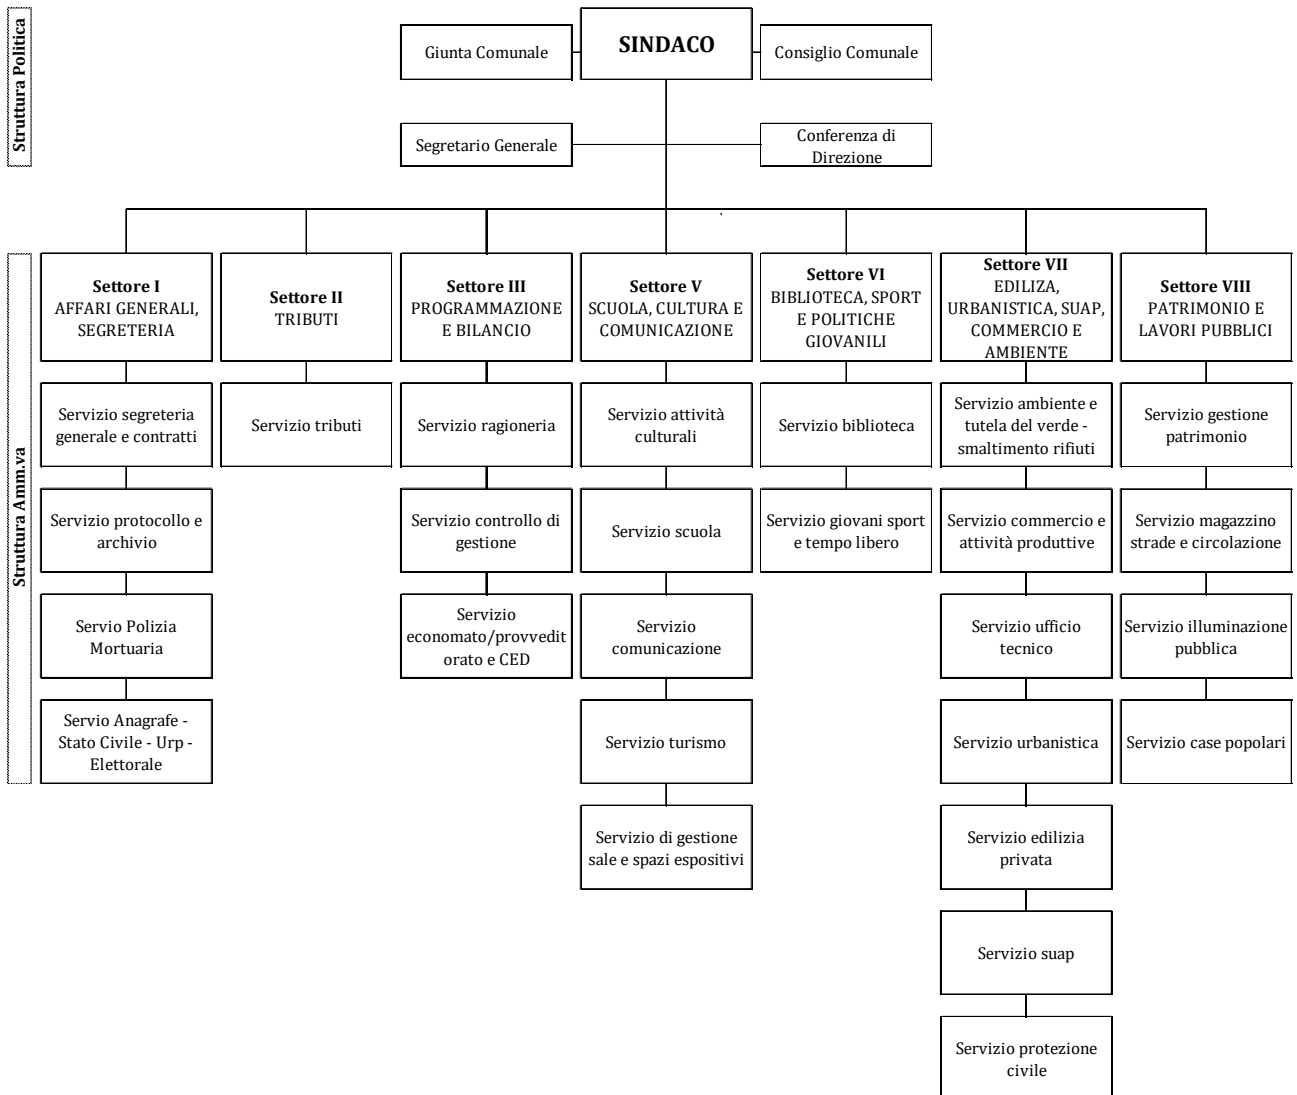 Struttura Politica
SINDACO
Giunta Comunale
Consiglio Comunale
Segretario Generale
Conferenza di
Direzione
Struttura Amm.va
Settore I
AFFARI GENERALI,
SEGRETERIA
Servizio segreteria
generale e contratti
Servizio protocollo e
archivio
Servio Polizia
Mortuaria
Servio Anagrafe -
Stato Civile - Urp -
Elettorale
Settore II
TRIBUTI
Servizio tributi
Settore III
PROGRAMMAZIONE
E BILANCIO
Servizio ragioneria
Servizio controllo di
gestione
Servizio
economato/provvedit
orato e CED
Settore V
SCUOLA, CULTURA E
COMUNICAZIONE
Servizio attività
culturali
Servizio scuola
Servizio
comunicazione
Servizio turismo
Servizio di gestione
sale e spazi espositivi
Settore VI
BIBLIOTECA, SPORT
E POLITICHE
GIOVANILI
Servizio biblioteca
Servizio giovani sport
e tempo libero
Settore VII
EDILIZA,
URBANISTICA, SUAP,
COMMERCIO E
AMBIENTE
Servizio ambiente e
tutela del verde -
smaltimento rifiuti
Servizio commercio e
attività produttive
Servizio ufficio
tecnico
Servizio urbanistica
Servizio edilizia
privata
Servizio suap
Servizio protezione
civile
Settore VIII
PATRIMONIO E
LAVORI PUBBLICI
Servizio gestione
patrimonio
Servizio magazzino
strade e circolazione
Servizio illuminazione
pubblica
Servizio case popolari